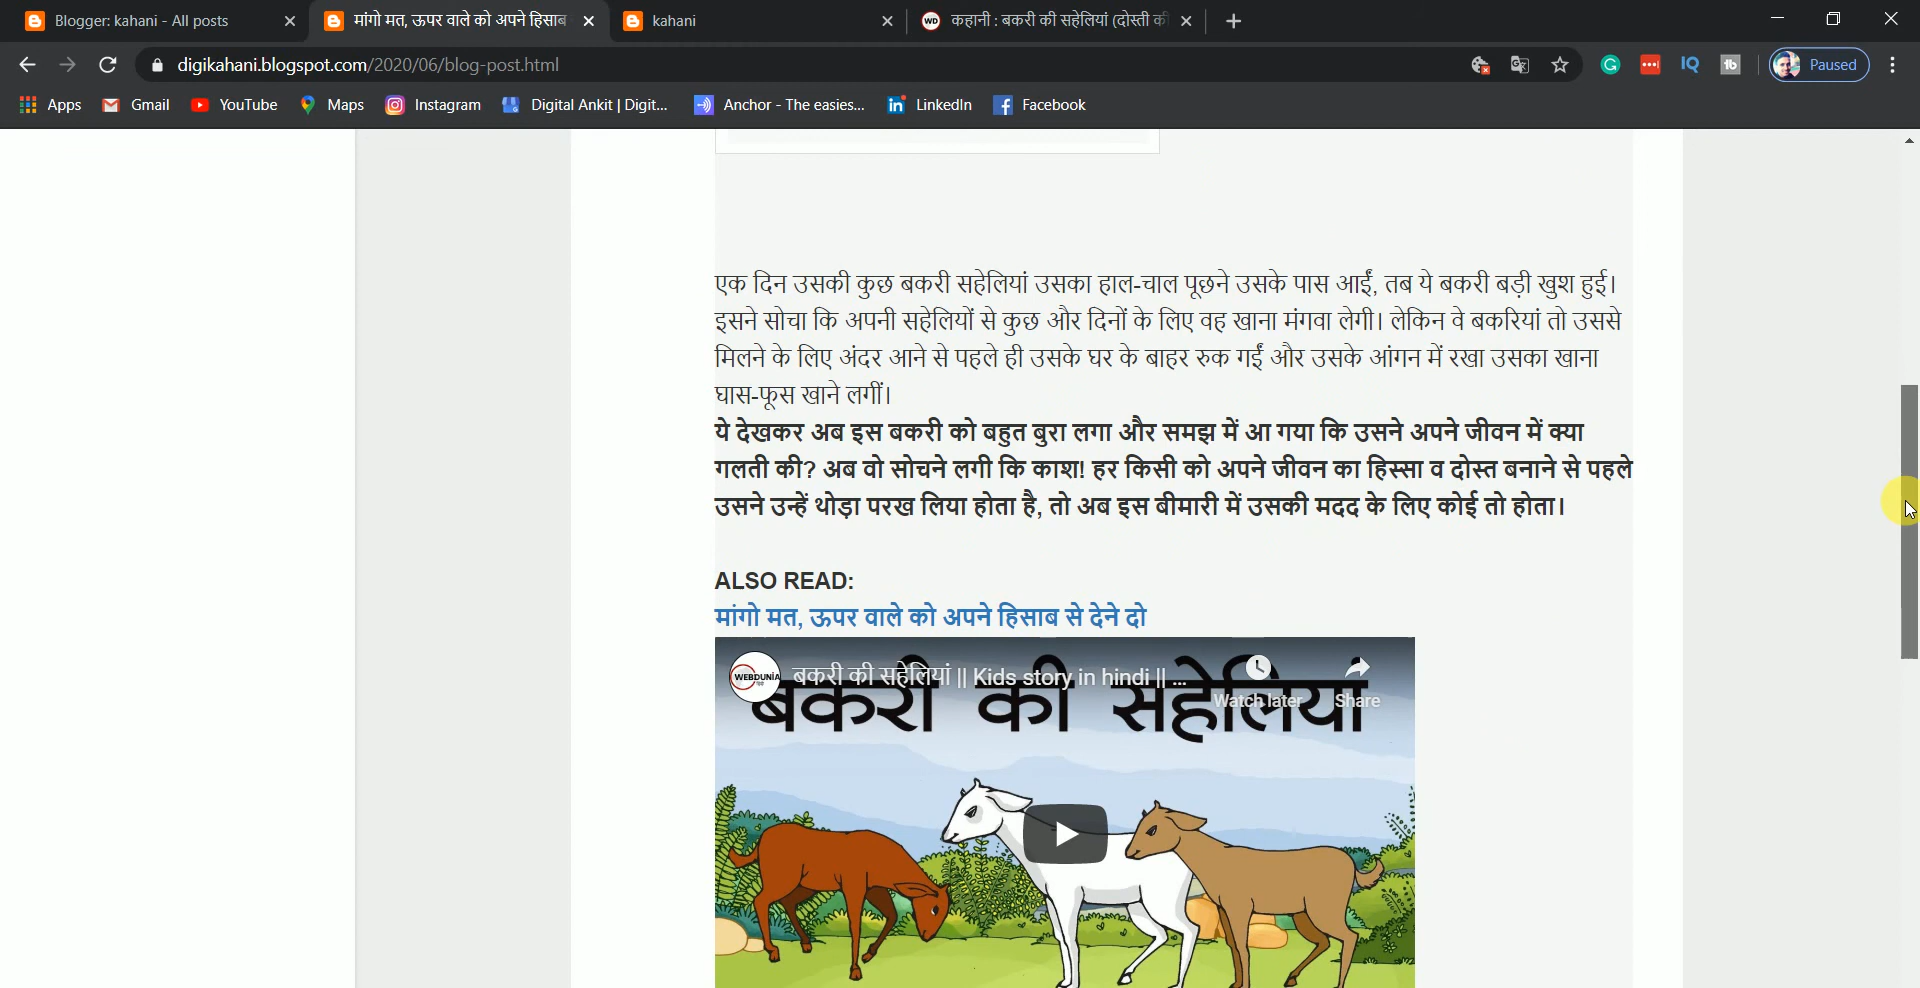 Blogger: kahani - All posts
मांगो मत, ऊपर वाले को अपने हिसाब
kahani
कहानी : बकरी की सहेलियां (दोस्ती की
digikahani.blogspot.com/2020/06/blog-post.html
Paused
Apps
Gmail
YouTube
Maps
Instagram
Digital Ankit | Digit...
Anchor - The easies...
LinkedIn
Facebook
एक दिन उसकी कुछ बकरी सहेलियां उसका हाल-चाल पूछने उसके पास आईं, तब ये बकरी बड़ी खुश हुई।
इसने सोचा कि अपनी सहेलियों से कुछ और दिनों के लिए वह खाना मंगवा लेगी। लेकिन वे बकरियां तो उससे
मिलने के लिए अंदर आने से पहले ही उसके घर के बाहर रुक गईं और उसके आंगन में रखा उसका खाना
घास-फूस खाने लगीं।
ये देखकर अब इस बकरी को बहुत बुरा लगा और समझ में आ गया कि उसने अपने जीवन में क्या
गलती की? अब वो सोचने लगी कि काश! हर किसी को अपने जीवन का हिस्सा व दोस्त बनाने से पहले
उसने उन्हें थोड़ा परख लिया होता है, तो अब इस बीमारी में उसकी मदद के लिए कोई तो होता।
ALSO READ:
मांगो मत, ऊपर वाले को अपने हिसाब से देने दो
WEBDUNIA
बकरी की सहेलियां || Kids story in hindi || ...
Watch later
Share
बकरी की सहेलियां